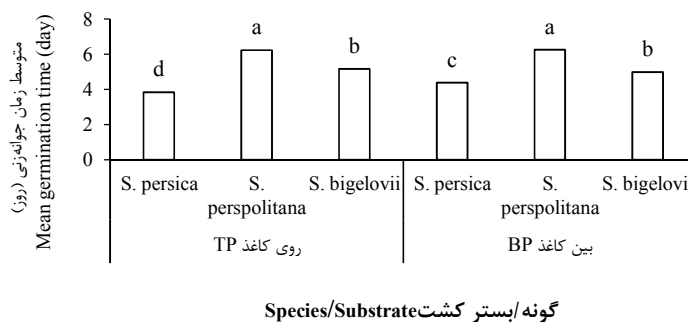 متوسط زمان جوانه‌زنی (روز)
Mean germination time (day)
8
6
4
2
0
d
a
b
c
a
b
S. persica
S. perspolitana
S. bigelovii
S. persica
S. perspolitana
S. bigelovi
روی کاغذ TP
بین کاغذ BP
گونه/بستر کشتSpecies/Substrate